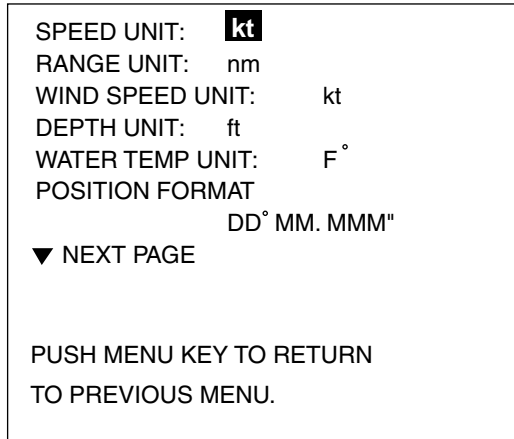 SPEED UNIT: kt
RANGE UNIT: nm
WIND SPEED UNIT: kt
DEPTH UNIT: ft
WATER TEMP UNIT: F°
POSITION FORMAT
DD° MM. MMM"
▼ NEXT PAGE
PUSH MENU KEY TO RETURN
TO PREVIOUS MENU.